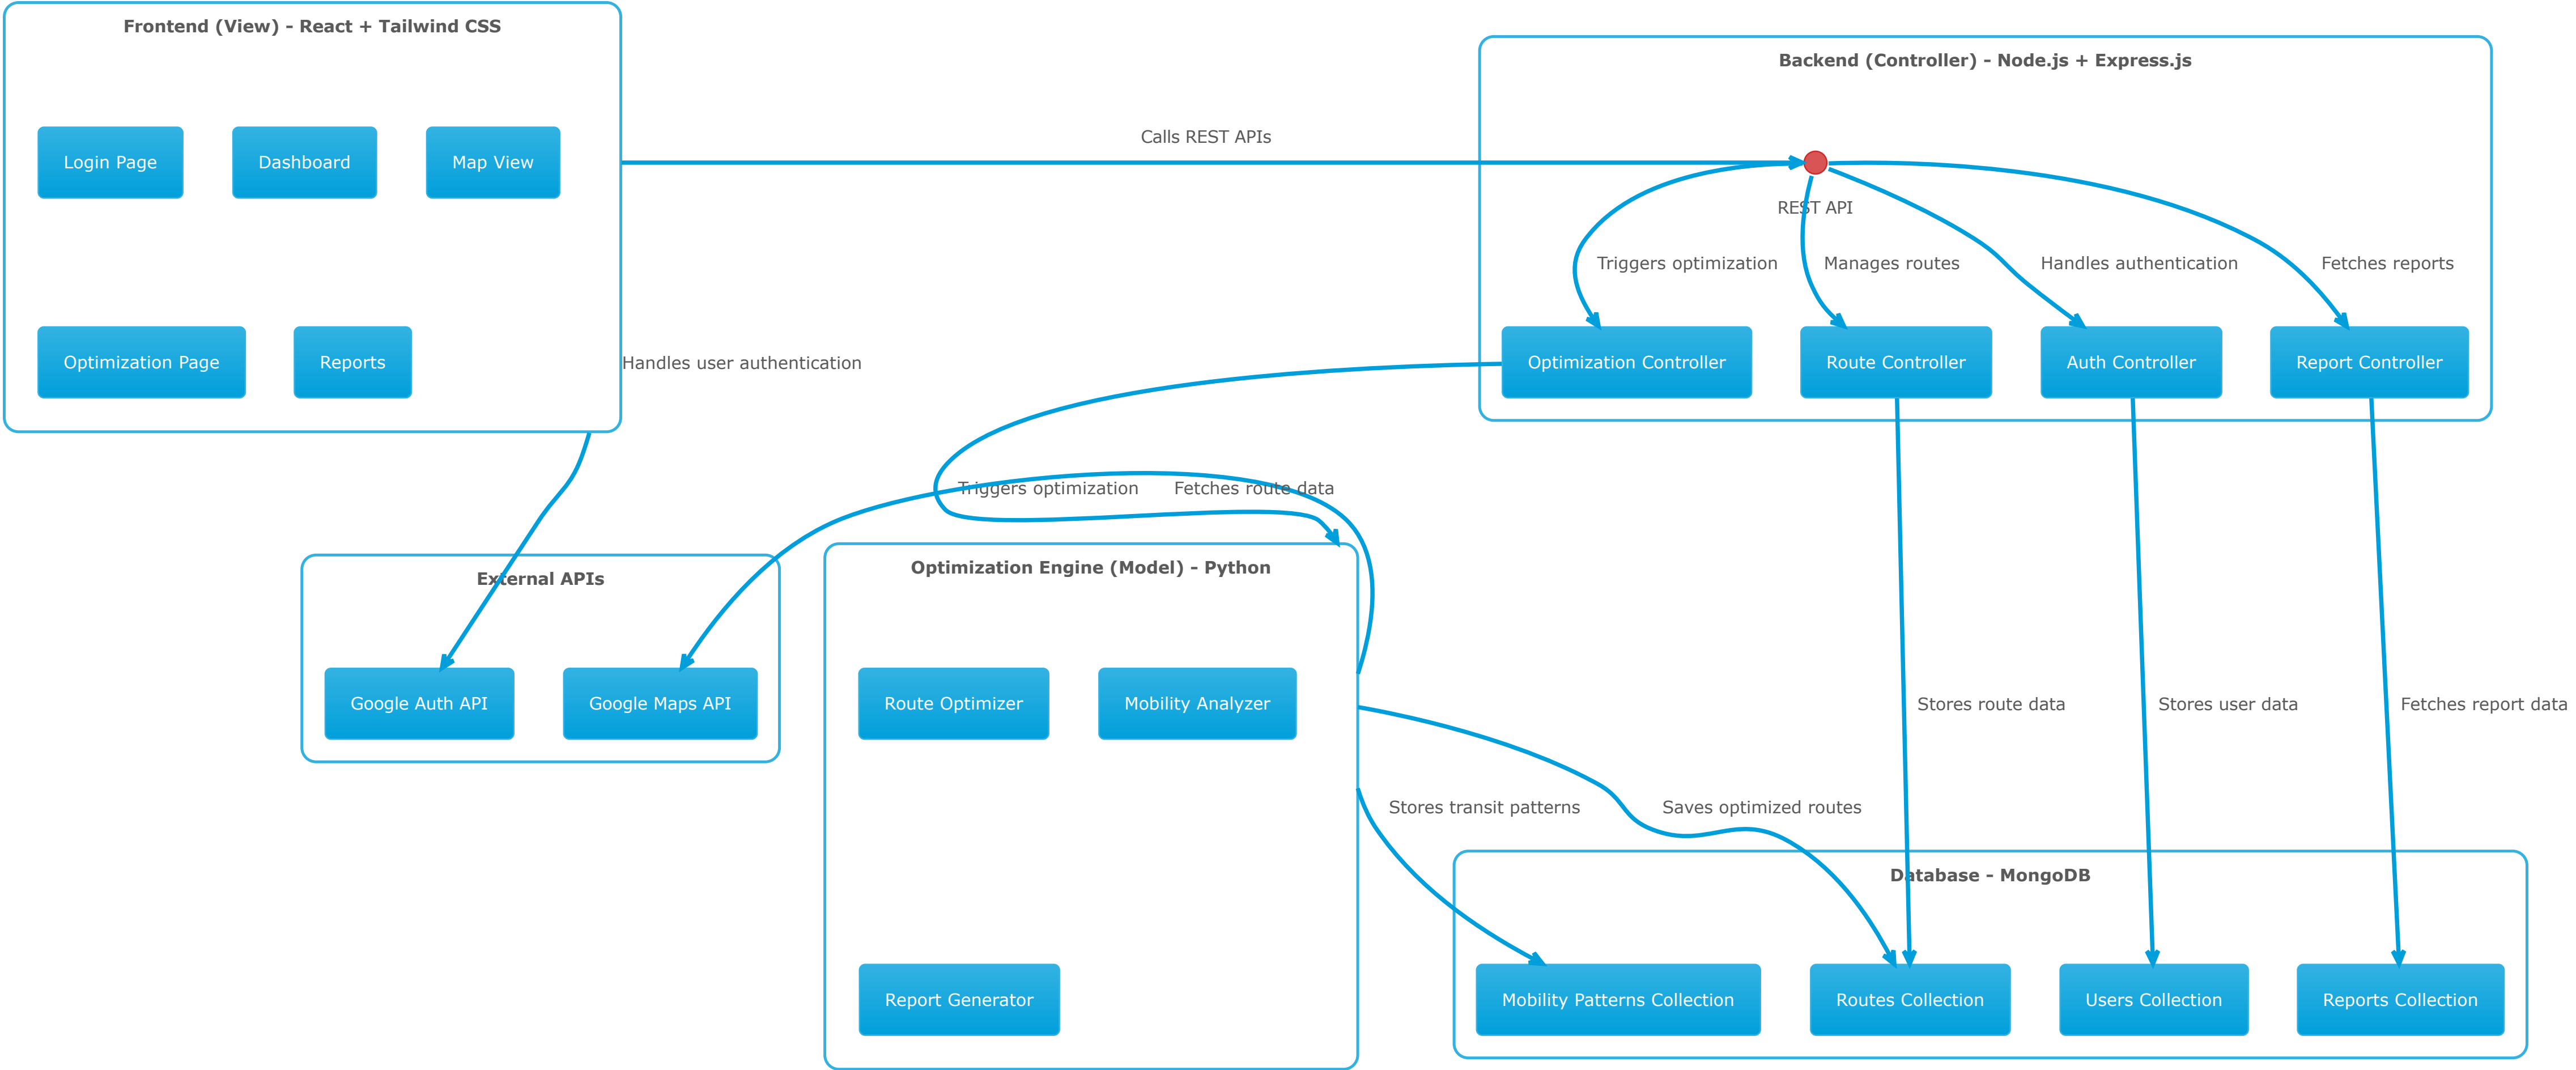 Frontend (View) - React + Tailwind CSS
Login Page
Dashboard
Map View
Optimization Page
Reports
Calls REST APIs
Handles user authentication
Backend (Controller) - Node.js + Express.js
REST API
Triggers optimization
Manages routes
Handles authentication
Fetches reports
Optimization Controller
Route Controller
Auth Controller
Report Controller
Triggers optimization
Fetches route data
External APIs
Google Auth API
Google Maps API
Optimization Engine (Model) - Python
Route Optimizer
Mobility Analyzer
Report Generator
Stores route data
Stores user data
Fetches report data
Stores transit patterns
Saves optimized routes
Database - MongoDB
Mobility Patterns Collection
Routes Collection
Users Collection
Reports Collection